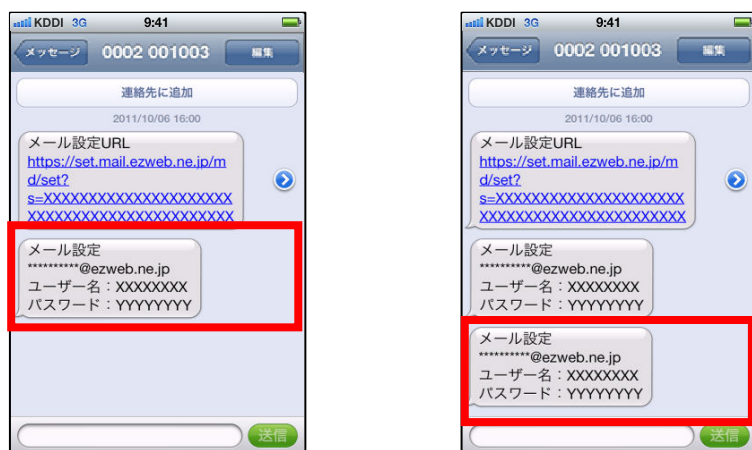 KDDI 3G 9:41
メッセージ 0002 001003 編集
連絡先に追加
2011/10/06 16:00
メール設定URL
https://set.mail.ezweb.ne.jp/m
d/set?
s=XXXXXXXXXXXXXXXXXXXXX
XXXXXXXXXXXXXXXXXXXXXXX
メール設定
**********@ezweb.ne.jp
ユーザー名:XXXXXXXX
パスワード:YYYYYYYY
送信
KDDI 3G 9:41
メッセージ 0002 001003 編集
連絡先に追加
2011/10/06 16:00
メール設定URL
https://set.mail.ezweb.ne.jp/m
d/set?
s=XXXXXXXXXXXXXXXXXXXXX
XXXXXXXXXXXXXXXXXXXXXXX
メール設定
**********@ezweb.ne.jp
ユーザー名:XXXXXXXX
パスワード:YYYYYYYY
メール設定
**********@ezweb.ne.jp
ユーザー名:XXXXXXXX
パスワード:YYYYYYYY
送信